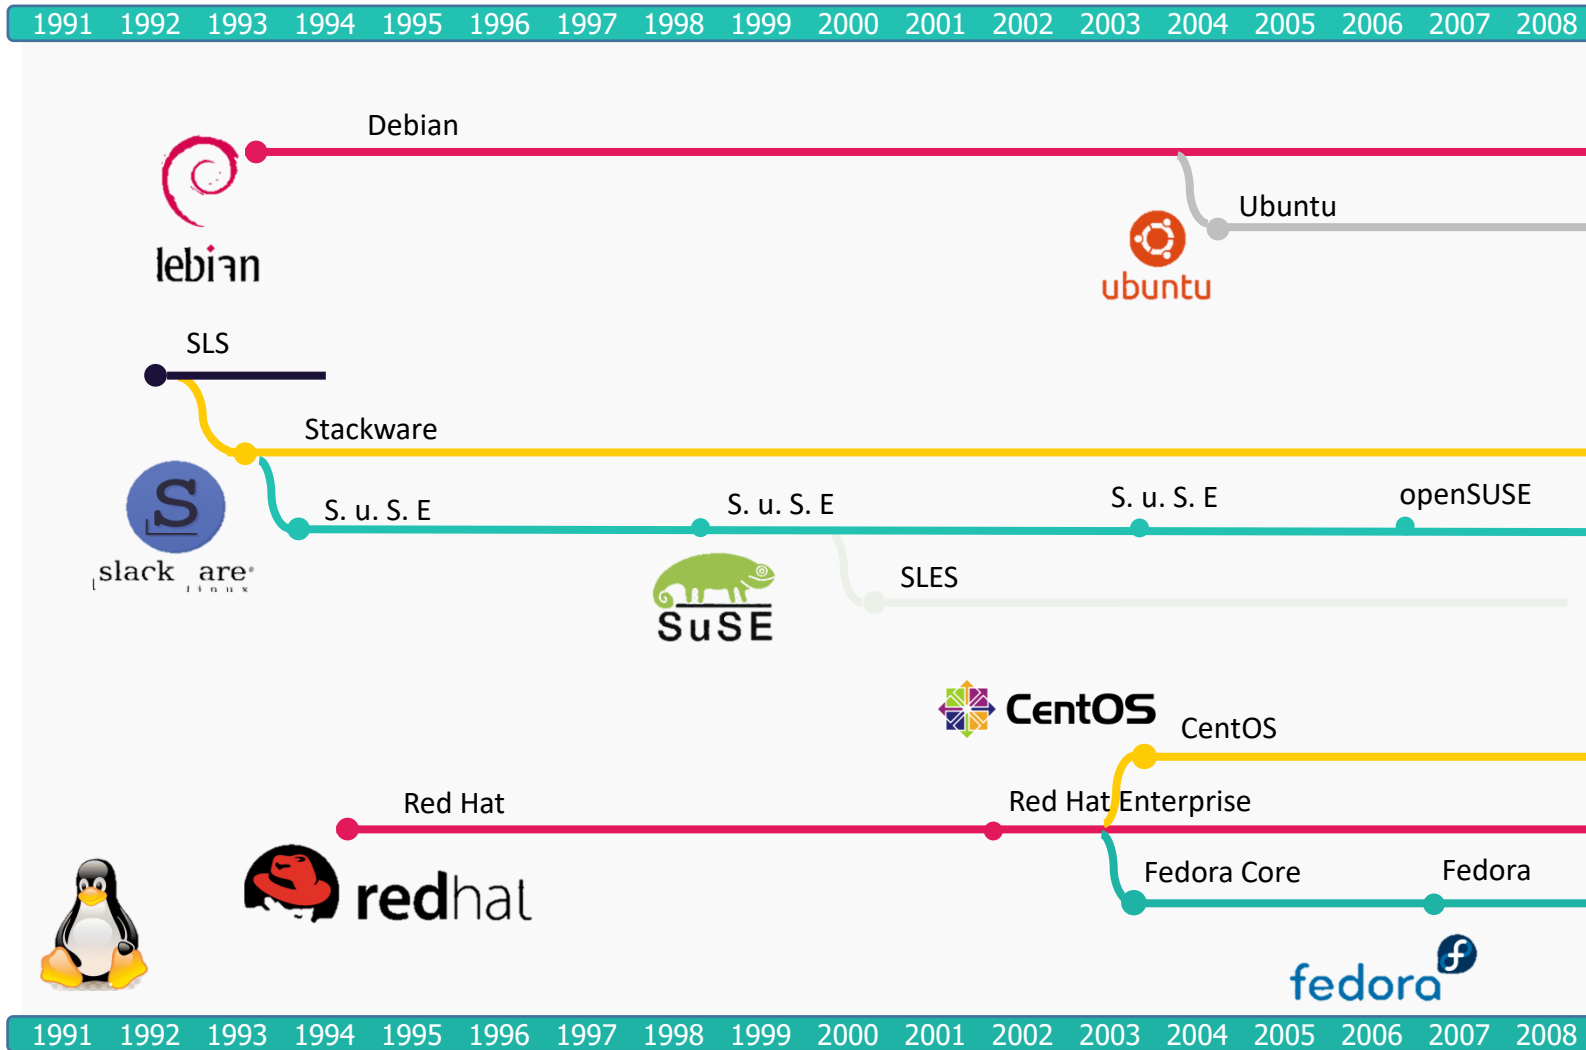 1991 1992 1993 1994 1995 1996 1997 1998 1999 2000 2001 2002 2003 2004 2005 2006 2007 2008
Debian
lebian
Ubuntu
ubuntu
SLS
Stackware
slack are
linux
S. u. S. E
S. u. S. E
S. u. S. E
openSUSE
SuSE
SLES
CentOS
CentOS
Red Hat
Red Hat Enterprise
redhat
Fedora Core
Fedora
fedora
1991 1992 1993 1994 1995 1996 1997 1998 1999 2000 2001 2002 2003 2004 2005 2006 2007 2008